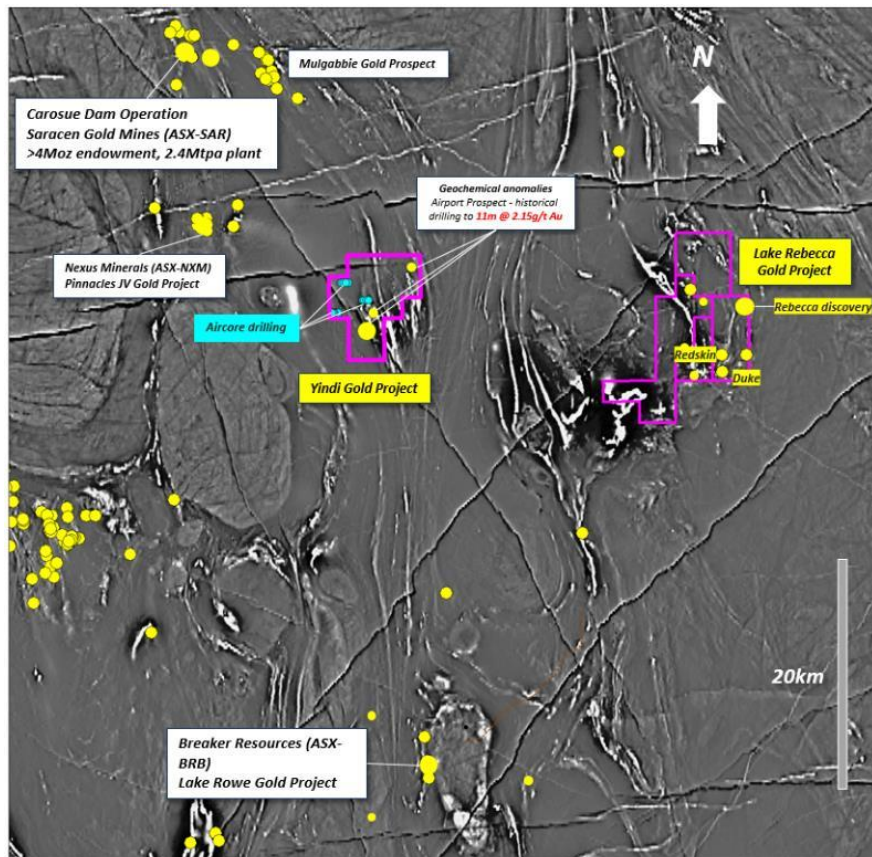 Mulgabbie Gold Prospect
N
Carosue Dam Operation
Saracen Gold Mines (ASX-SAR)
>4Moz endowment, 2.4Mtpa plant
Geochemical anomalies
Airport Prospect - historical
drilling to 11m @ 2.15g/t Au
Nexus Minerals (ASX-NXM)
Pinnacles JV Gold Project
Lake Rebecca
Gold Project
Rebecca discovery
Aircore drilling
Redskin
Duke
Yindi Gold Project
20km
Breaker Resources (ASX-
BRB)
Lake Rowe Gold Project